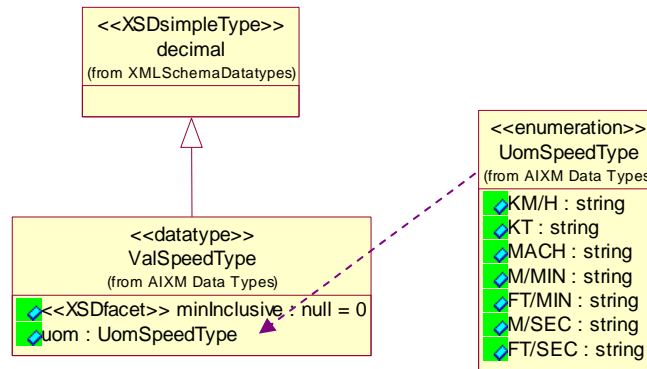 <<XSDsimpleType>>
decimal
(from XMLSchemaDatatypes)
<<datatype>>
ValSpeedType
(from AIXM Data Types)
<<XSDfacet>> minInclusive : null = 0
uom : UomSpeedType
<<enumeration>>
UomSpeedType
(from AIXM Data Types
KM/H : string
KT : string
MACH : string
M/MIN : string
FT/MIN : string
M/SEC : string
FT/SEC : string